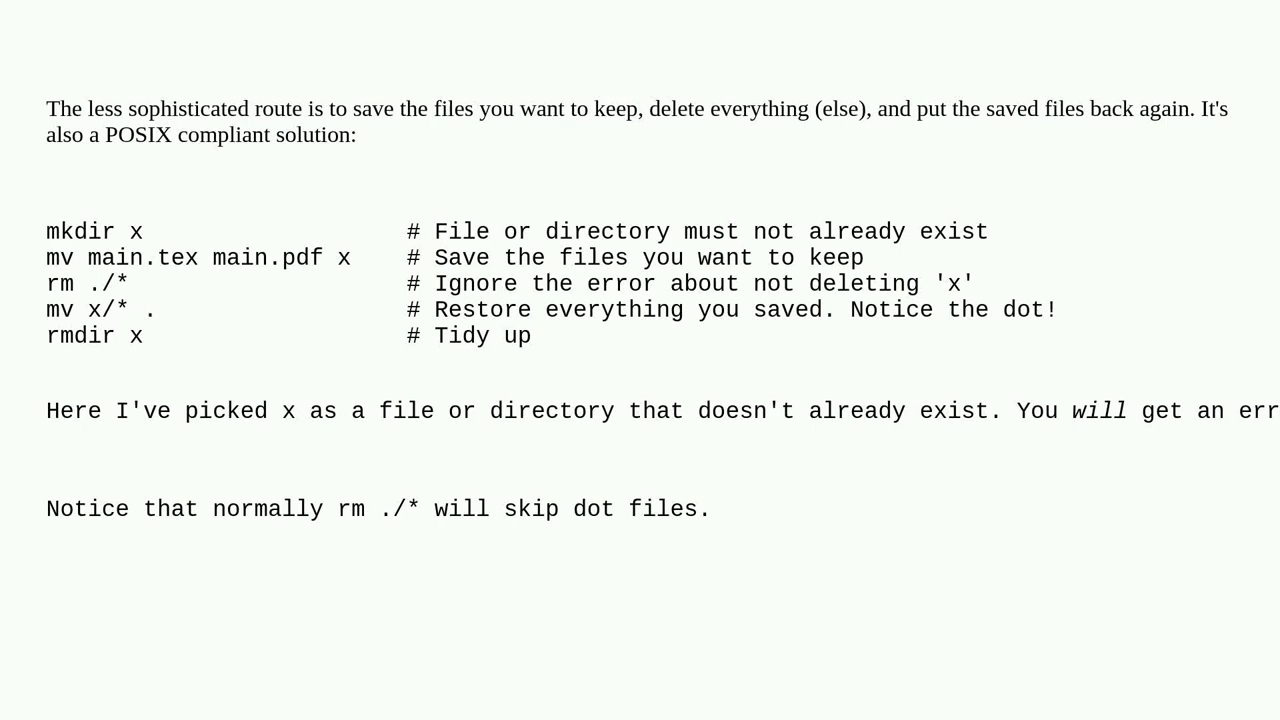 The less sophisticated route is to save the files you want to keep, delete everything (else), and put the saved files back again. It's
also a POSIX compliant solution:
mkdir x                   # File or directory must not already exist
mv main.tex main.pdf x    # Save the files you want to keep
rm ./*                    # Ignore the error about not deleting 'x'
mv x/* .                  # Restore everything you saved. Notice the dot!
rmdir x                   # Tidy up
Here I've picked x as a file or directory that doesn't already exist. You will get an err
Notice that normally rm ./* will skip dot files.